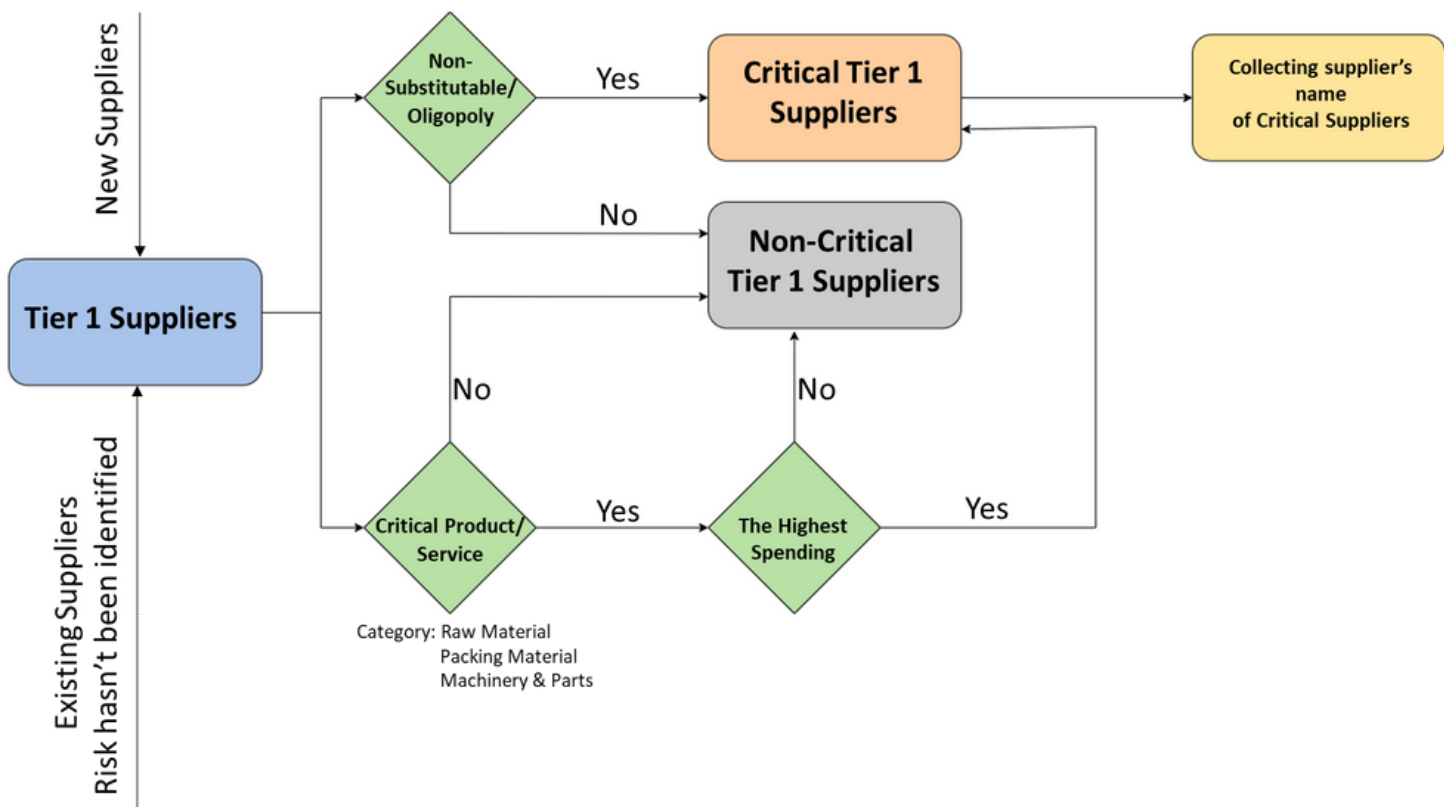 New Suppliers
Non-
Substitutable/
Oligopoly
Yes
Critical Tier 1
Suppliers
Collecting supplier's
name
of Critical Suppliers
No
Non-Critical
Tier 1 Suppliers
Tier 1 Suppliers
No
No
Existing Suppliers
Risk hasn't been identified
Critical Product/
Service
Yes
The Highest
Spending
Yes
Category: Raw Material
Packing Material
Machinery & Parts